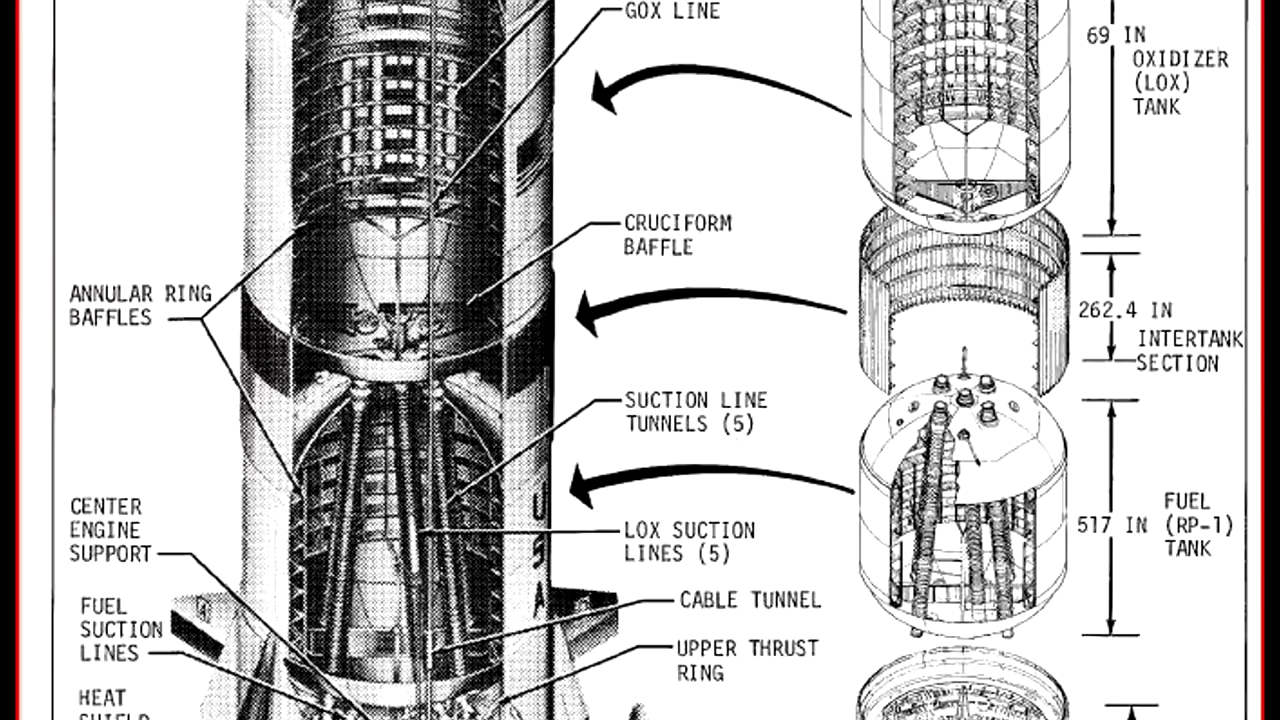 GOX LINE
CRUCIFORM
BAFFLE
ANNULAR RING
BAFFLES
SUCTION LINE
TUNNELS (5)
CENTER
ENGINE
SUPPORT
LOX SUCTION
LINES (5)
FUEL
SUCTION
LINES
CABLE TUNNEL
UPPER THRUST
RING
HEAT
SHIELD
USA
69 IN
OXIDIZER
(LOX)
TANK
262.4 IN
INTERTANK
SECTION
517 IN
FUEL
(RP-1)
TANK